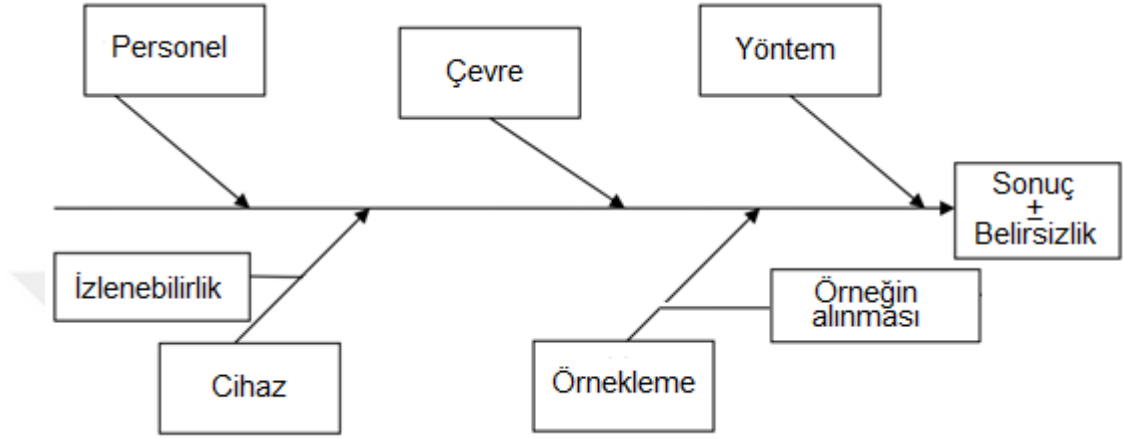 Personel
Çevre
Yöntem
Sonuç
±
Belirsizlik
İzlenebilirlik
Örneğin
alınması
Cihaz
Örnekleme